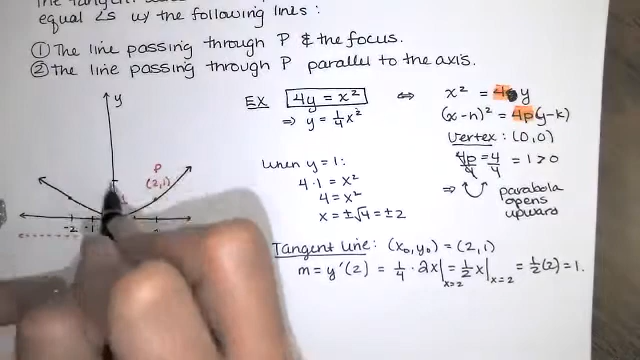 equal ∠s w/ the following lines:
① The line passing through P & the focus.
② the line passing through P parallel to the axis.
EX 4y = x² ⇔ x² = 4 y
⇒ y = ¼x² (x-h)² = 4p(y-k)
Vertex: (0,0)
4p/4 = 4/4 = 1 > 0
⇒ parabola opens upward
When y = 1:
4·1 = x²
4 = x²
x = ±√4 = ±2
y
P
(2,1)
-2 -1
Tangent line: (x₀, y₀) = (2,1)
m = y'(2) = ¼ · 2x|ₓ₌₂ = ½x|ₓ₌₂ = ½(2) = 1.